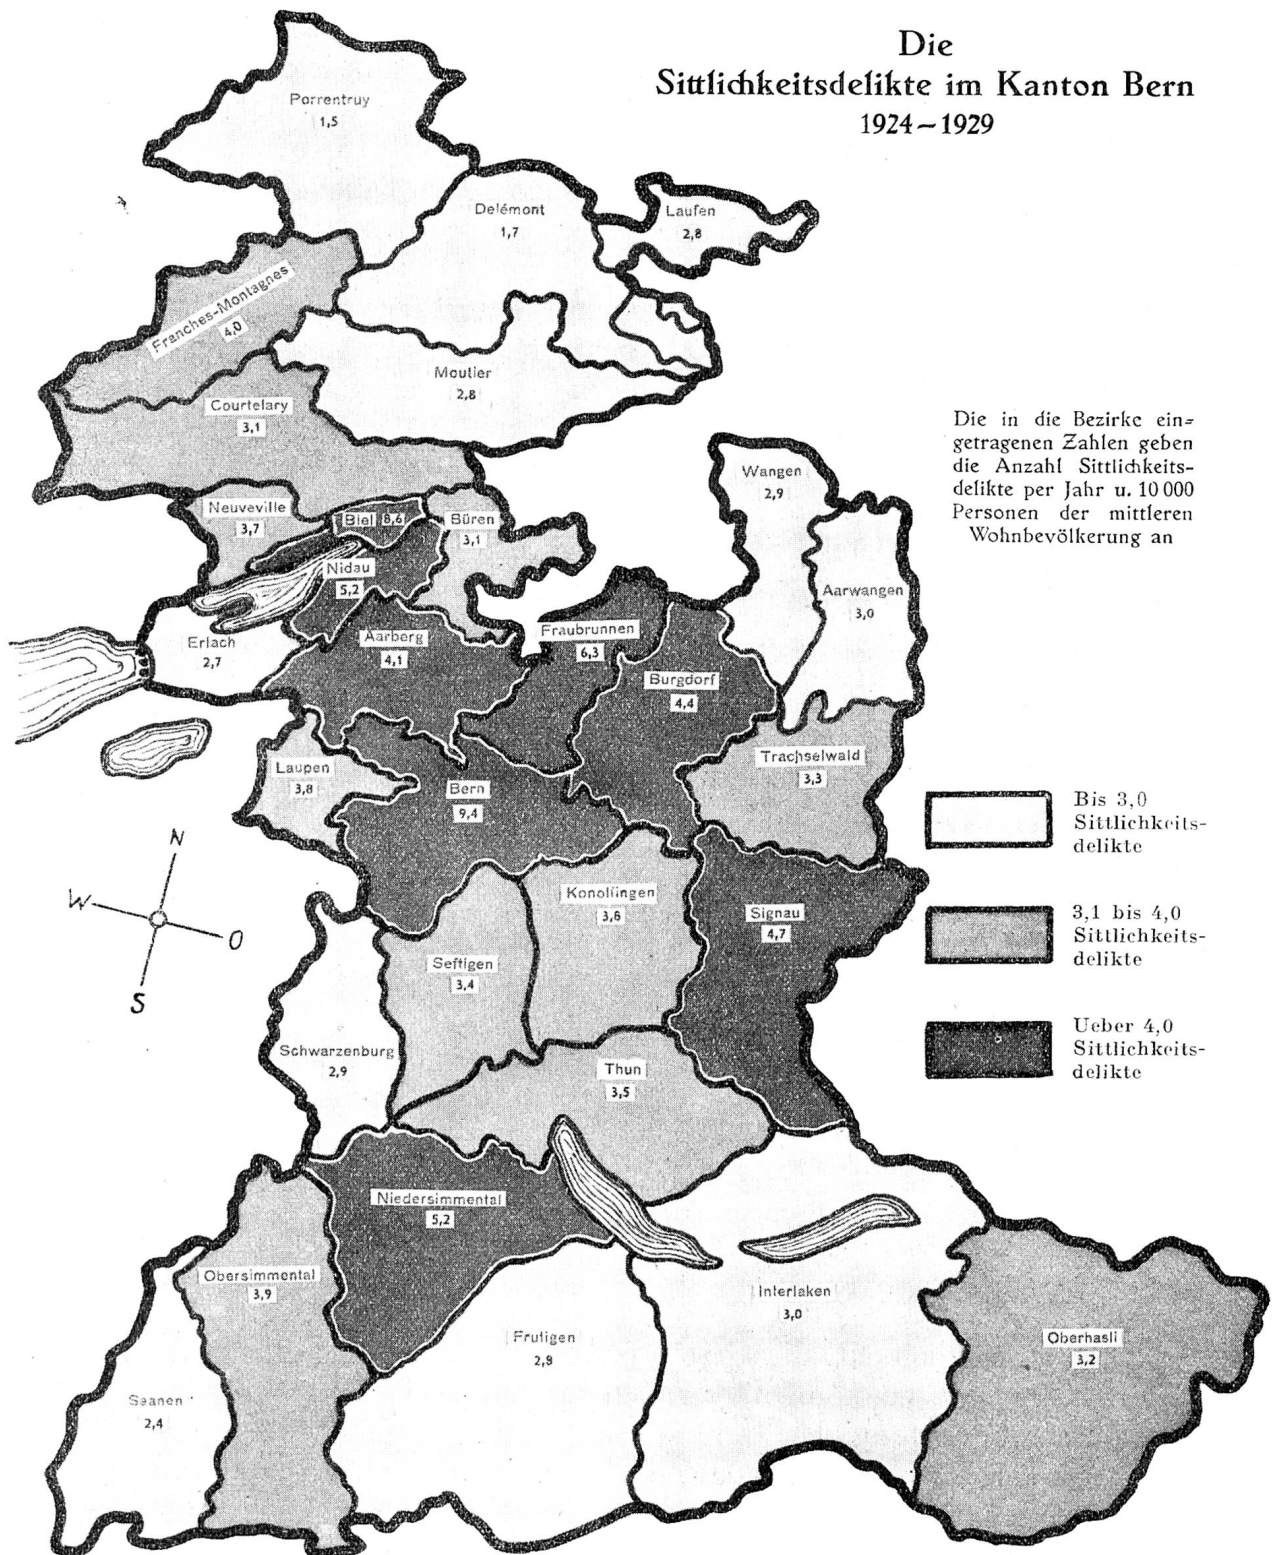 Die
Sittlichkeitsdelikte im Kanton Bern
1924–1929
Porrentruy
1,5
Delémont
1,7
Laufen
2,8
Franches-Montagnes
4,0
Moutier
2,8
Courtelary
3,1
Die in die Bezirke ein=
getragenen Zahlen geben
die Anzahl Sittlichkeits-
delikte per Jahr u. 10 000
Personen der mittleren
Wohnbevölkerung an
Wangen
2,9
Neuveville
3,7
Biel 8,6
Büren
3,1
Nidau
5,2
Aarwangen
3,0
Erlach
2,7
Aarberg
4,1
Fraubrunnen
6,3
Burgdorf
4,4
Trachselwald
3,3
Laupen
3,8
Bern
9,4
Bis 3,0
Sittlichkeits-
delikte
N
W
O
S
Konolfingen
Signau
4,7
3,1 bis 4,0
Sittlichkeits-
delikte
Seftigen
3,4
Schwarzenburg
2,9
Thun
3,5
Ueber 4,0
Sittlichkeits-
delikte
Niedersimmental
5,2
Obersimmental
3,9
Interlaken
3,0
Frutigen
Oberhasli
3,2
Saanen
2,4